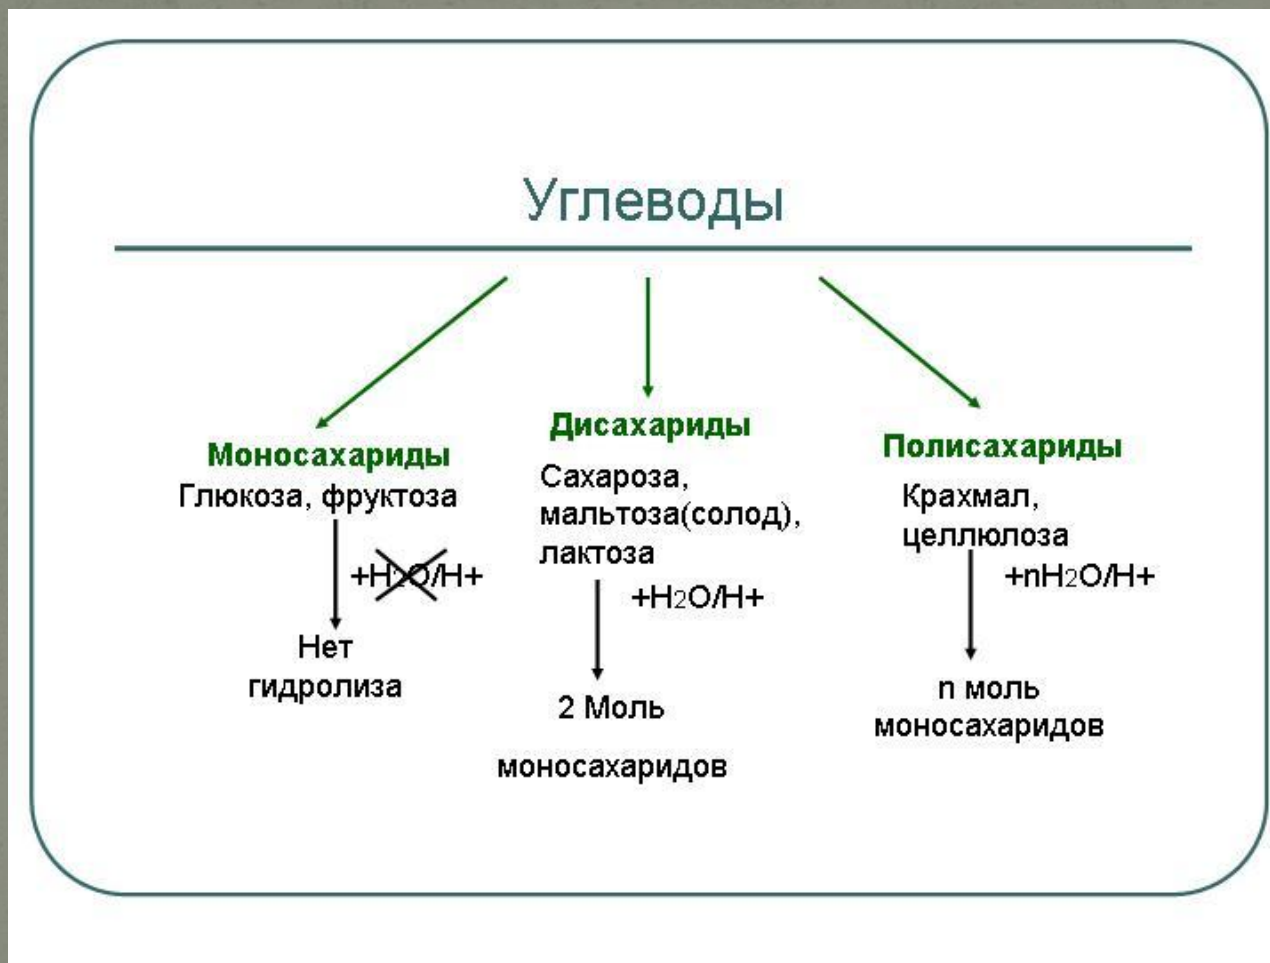 Углеводы
Моносахариды
Глюкоза, фруктоза
+H2O/H+
Нет
гидролиза
Дисахариды
Сахароза,
мальтоза(солод),
лактоза
+H2O/H+
2 Моль
моносахаридов
Полисахариды
Крахмал,
целлюлоза
+nH2O/H+
n моль
моносахаридов